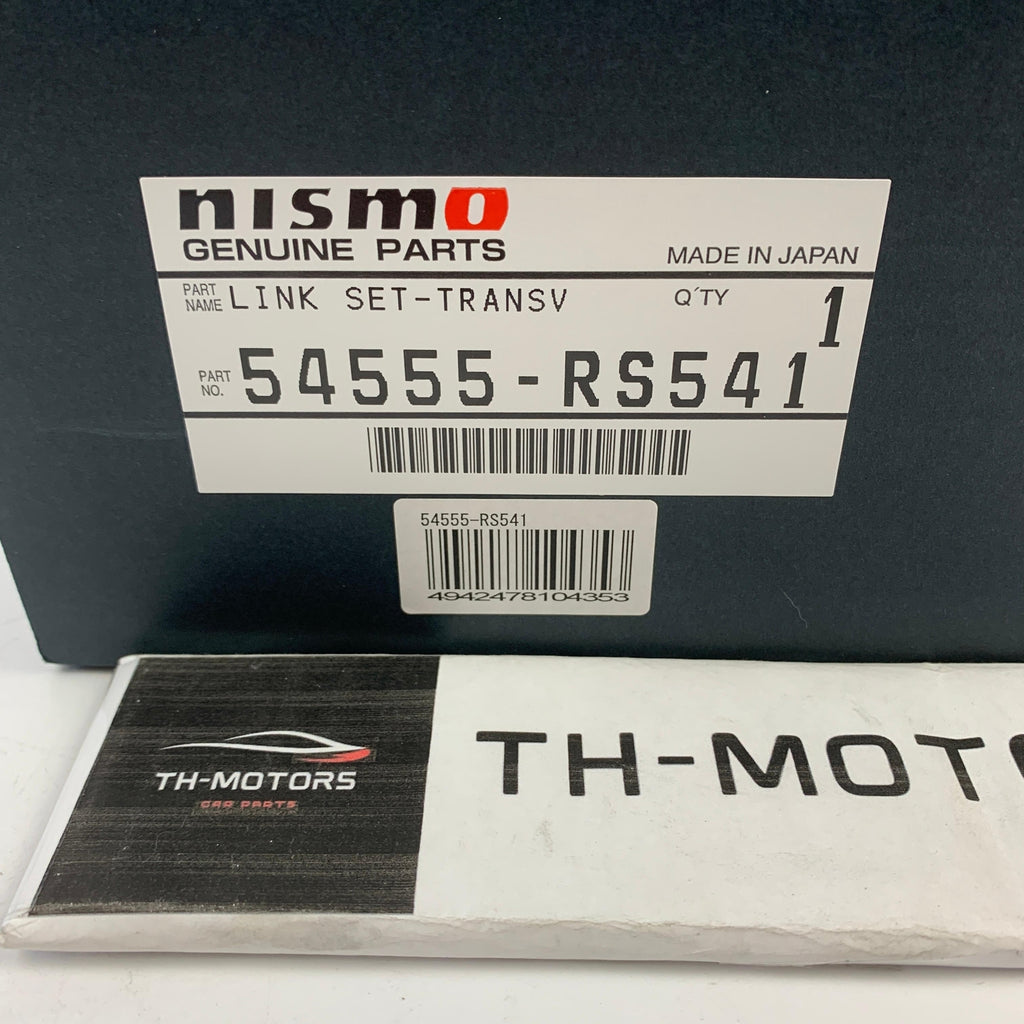 nismo
GENUINE PARTS
MADE IN JAPAN
PART NAME LINK SET-TRANSV Q'TY 1
PART NO. 54555-RS541
54555-RS541
4942478104353
TH-MOTORS
CAR PARTS
TH-MOTO